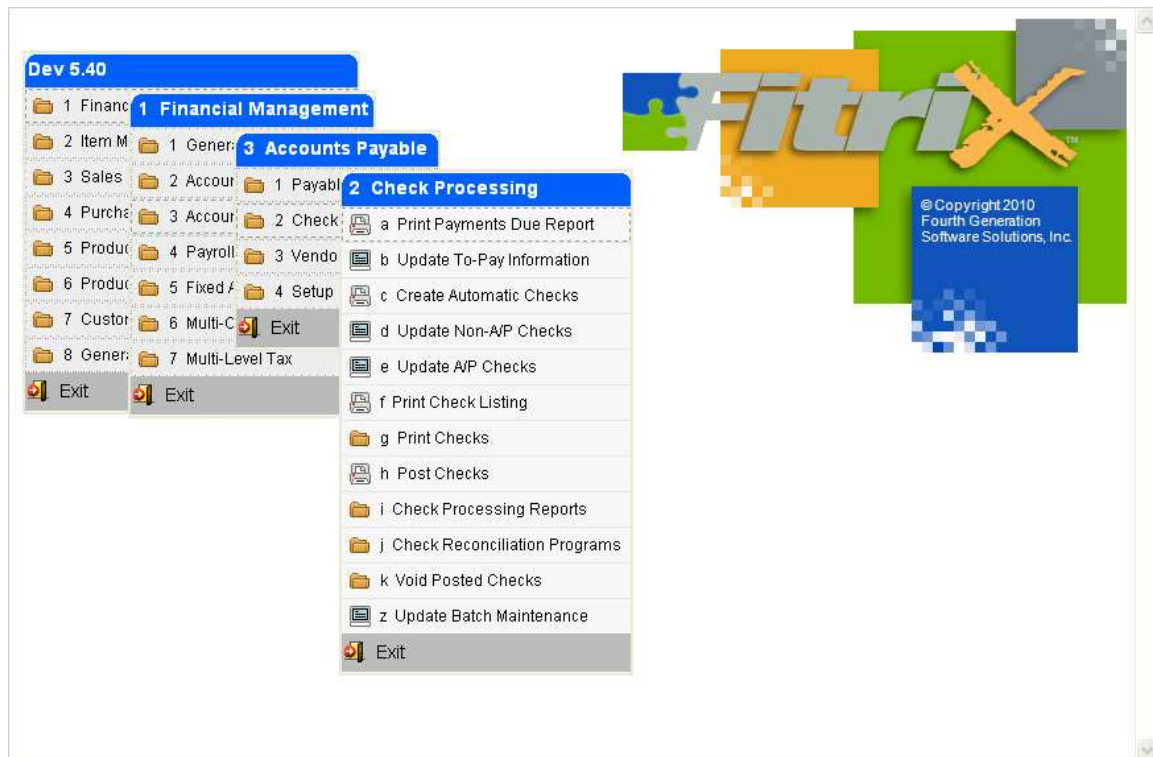 Dev 5.40
1 Financ
2 Item M
3 Sales
4 Purcha
5 Produc
6 Produc
7 Custor
8 Genera
Exit
1 Financial Management
1 Genera
2 Accour
3 Accour
4 Payroll
5 Fixed A
6 Multi-C
7 Multi-Level Tax
Exit
3 Accounts Payable
1 Payabl
2 Check
3 Vendo
4 Setup
Exit
2 Check Processing
a Print Payments Due Report
b Update To-Pay Information
c Create Automatic Checks
d Update Non-A/P Checks
e Update A/P Checks
f Print Check Listing
g Print Checks
h Post Checks
i Check Processing Reports
j Check Reconciliation Programs
k Void Posted Checks
z Update Batch Maintenance
Exit
Fitrix™
© Copyright 2010
Fourth Generation
Software Solutions, Inc.